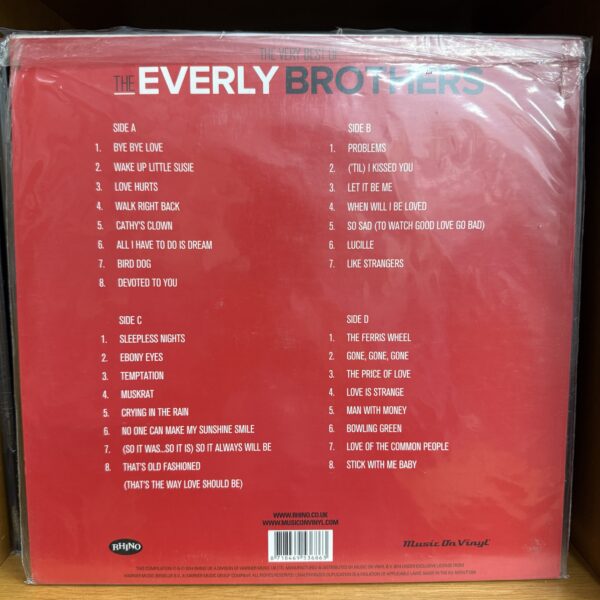 THE VERY BEST OF
THE EVERLY BROTHERS
SIDE A
1. BYE BYE LOVE
2. WAKE UP LITTLE SUSIE
3. LOVE HURTS
4. WALK RIGHT BACK
5. CATHY'S CLOWN
6. ALL I HAVE TO DO IS DREAM
7. BIRD DOG
8. DEVOTED TO YOU
SIDE B
1. PROBLEMS
2. ('TIL) I KISSED YOU
3. LET IT BE ME
4. WHEN WILL I BE LOVED
5. SO SAD (TO WATCH GOOD LOVE GO BAD)
6. LUCILLE
7. LIKE STRANGERS
SIDE C
1. SLEEPLESS NIGHTS
2. EBONY EYES
3. TEMPTATION
4. MUSKRAT
5. CRYING IN THE RAIN
6. NO ONE CAN MAKE MY SUNSHINE SMILE
7. (SO IT WAS...SO IT IS) SO IT ALWAYS WILL BE
8. THAT'S OLD FASHIONED
(THAT'S THE WAY LOVE SHOULD BE)
SIDE D
1. THE FERRIS WHEEL
2. GONE, GONE, GONE
3. THE PRICE OF LOVE
4. LOVE IS STRANGE
5. MAN WITH MONEY
6. BOWLING GREEN
7. LOVE OF THE COMMON PEOPLE
8. STICK WITH ME BABY
WWW.RHINO.CO.UK
WWW.MUSICONVINYL.COM
RHINO
8 718469 536863
Music On Vinyl